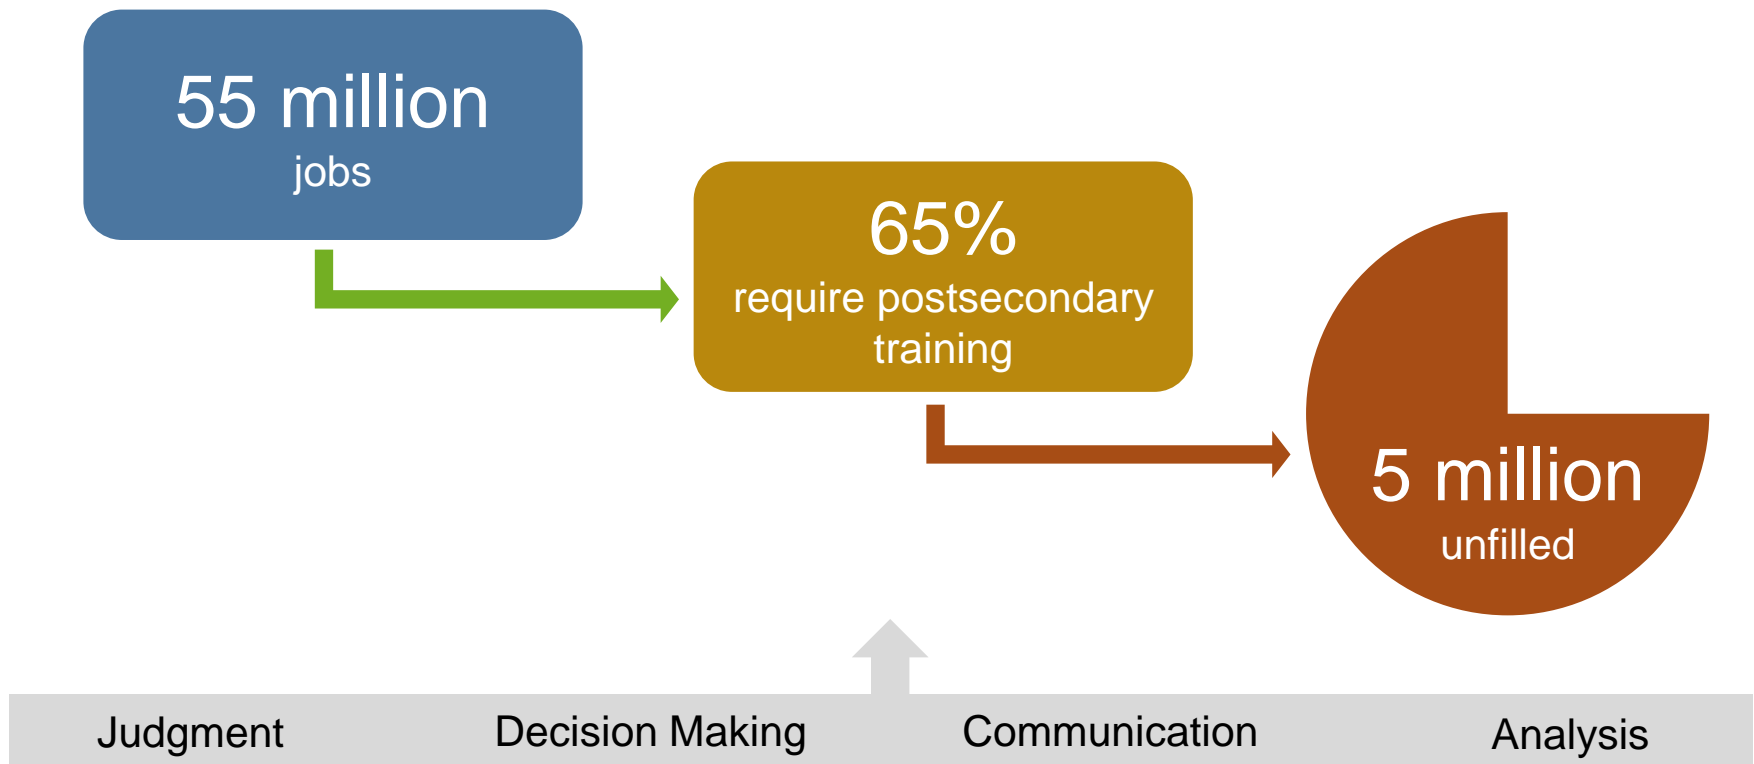 55 million
jobs
65%
require postsecondary
training
5 million
unfilled
Judgment
Decision Making
Communication
Analysis